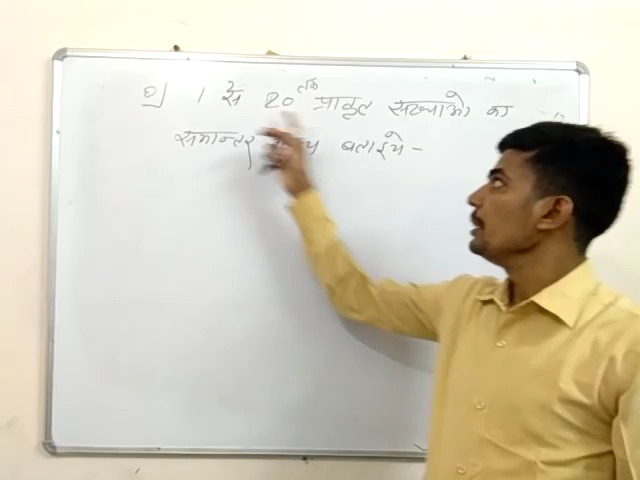 Q) 1 से 20 तक प्राकृत संख्याओं का
समान्तर बताइये -